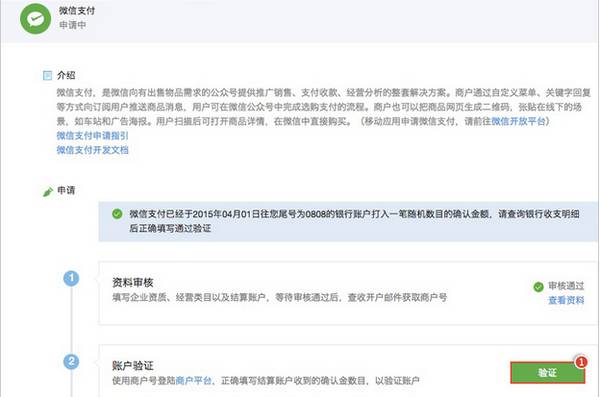 微信支付
申请中
介绍
微信支付，是微信向有出售物品需求的公众号提供推广销售、支付收款、经营分析的整套解决方案。商户通过自定义菜单、关键字回复
等方式向订阅用户推送商品消息，用户可在微信公众号中完成选购支付的流程。商户也可以把商品网页生成二维码，张贴在线下的场
景，如车站和广告海报。用户扫描后可打开商品详情，在微信中直接购买。（移动应用申请微信支付，请前往微信开放平台）
微信支付申请指引
微信支付开发文档
申请
微信支付已经于2015年04月01日往您尾号为0808的银行账户打入一笔随机数目的确认金额，请查询银行收支明细
后正确填写通过验证
1
资料审核
填写企业资质、经营类目以及结算账户，等待审核通过后，查收开户邮件获取商户号
审核通过
查看资料
2
账户验证
使用商户号登陆商户平台，正确填写结算账户收到的确认金数目，以验证账户
验证
1